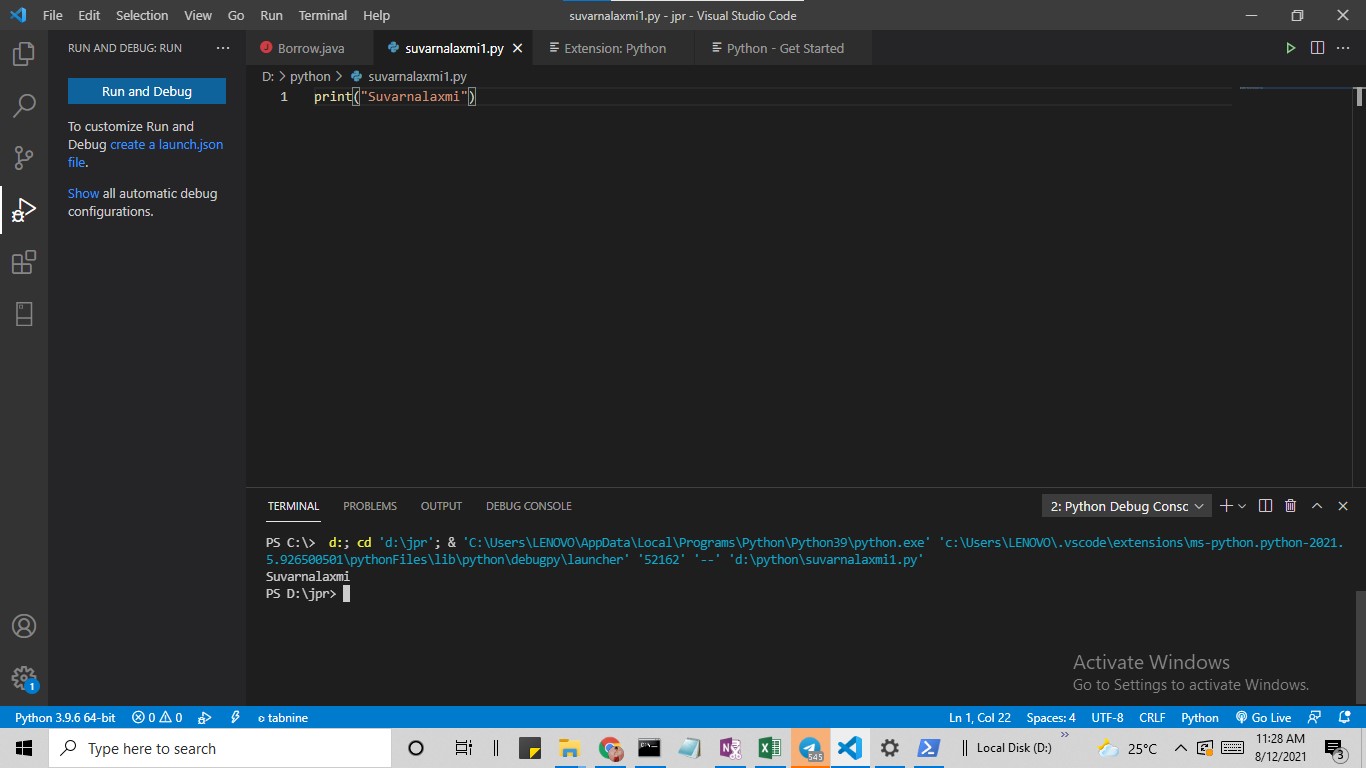 File Edit Selection View Go Run Terminal Help
suvarnalaxmi1.py - jpr - Visual Studio Code
RUN AND DEBUG: RUN
Run and Debug
To customize Run and
Debug create a launch.json
file.
Show all automatic debug
configurations.
Borrow.java suvarnalaxmi1.py Extension: Python Python - Get Started
D: > python > suvarnalaxmi1.py
1 print("Suvarnalaxmi")
TERMINAL PROBLEMS OUTPUT DEBUG CONSOLE
2: Python Debug Consc
PS C:\> d:; cd 'd:\jpr'; & 'C:\Users\LENOVO\AppData\Local\Programs\Python\Python39\python.exe' 'c:\Users\LENOVO\.vscode\extensions\ms-python.python-2021.
5.926500501\pythonFiles\lib\python\debugpy\launcher' '52162' '--' 'd:\python\suvarnalaxmi1.py'
Suvarnalaxmi
PS D:\jpr>
Activate Windows
Go to Settings to activate Windows.
1
Python 3.9.6 64-bit 0 0 tabnine
Ln 1, Col 22 Spaces: 4 UTF-8 CRLF Python Go Live
Type here to search
545
Local Disk (D:)
25°C
11:28 AM
8/12/2021
3